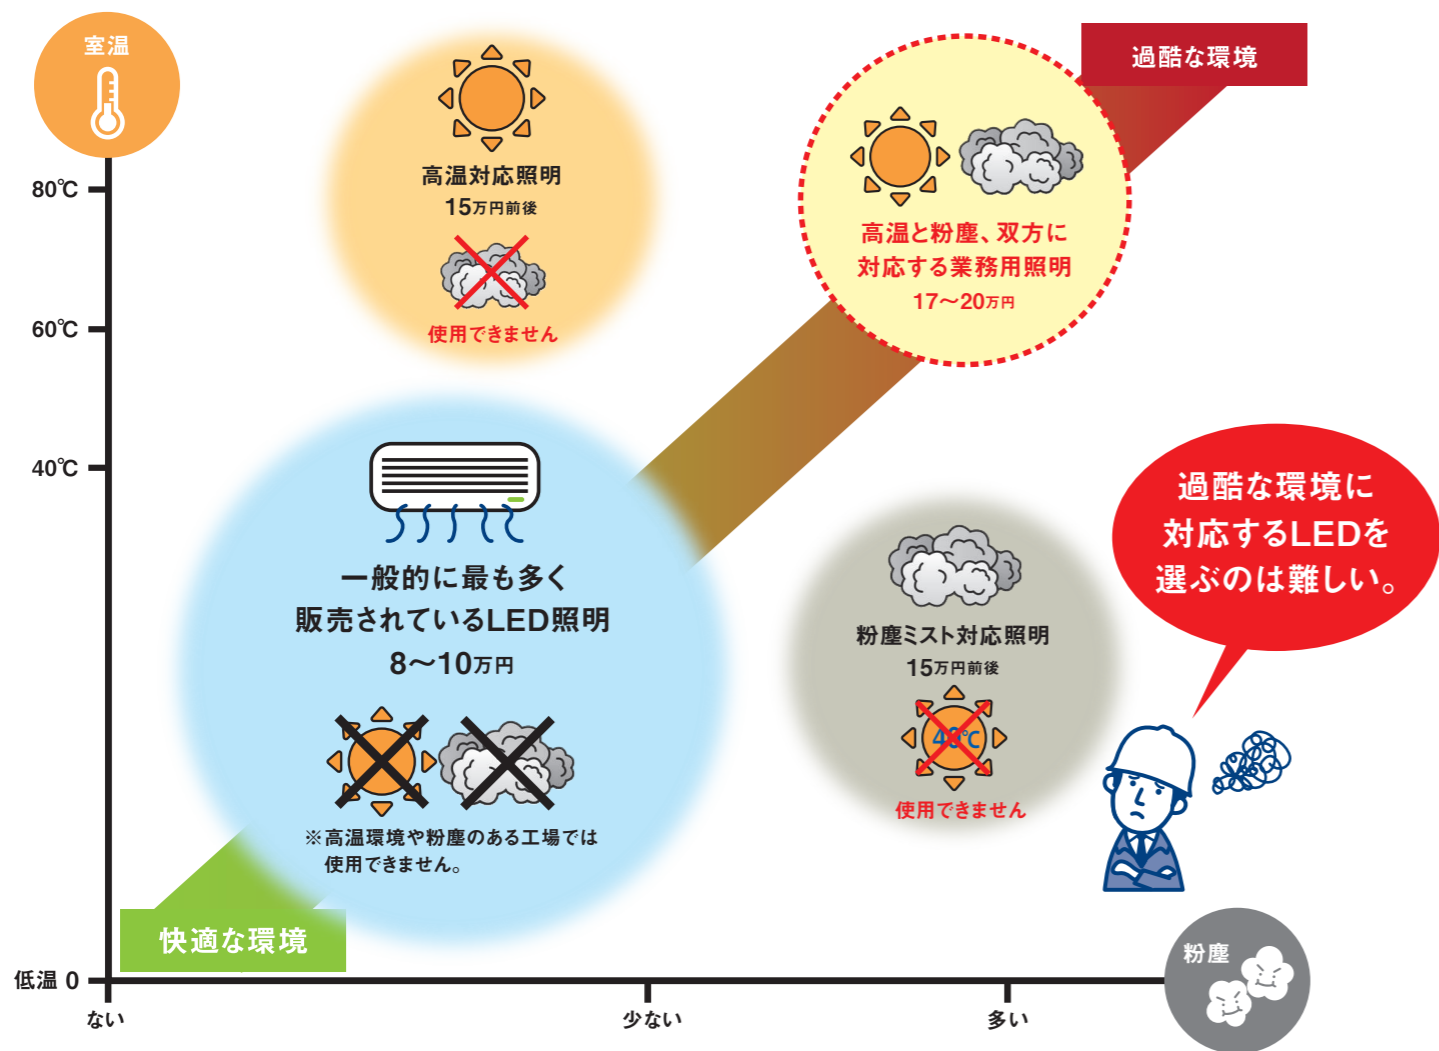 室温
80℃
60℃
40℃
低温 0
ない
少ない
多い
粉塵
過酷な環境
快適な環境
高温対応照明
15万円前後
使用できません
高温と粉塵、双方に
対応する業務用照明
17〜20万円
一般的に最も多く
販売されているLED照明
8〜10万円
※高温環境や粉塵のある工場では
使用できません。
粉塵ミスト対応照明
15万円前後
40℃
使用できません
過酷な環境に
対応するLEDを
選ぶのは難しい。